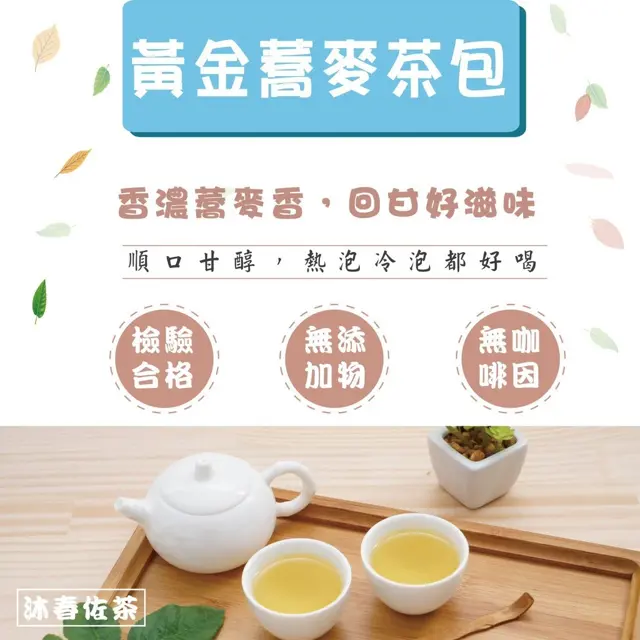 黃金蕎麥茶包
香濃蕎麥香，回甘好滋味
順口甘醇，熱泡冷泡都好喝
檢驗
合格
無添
加物
無咖
啡因
沐春佐茶